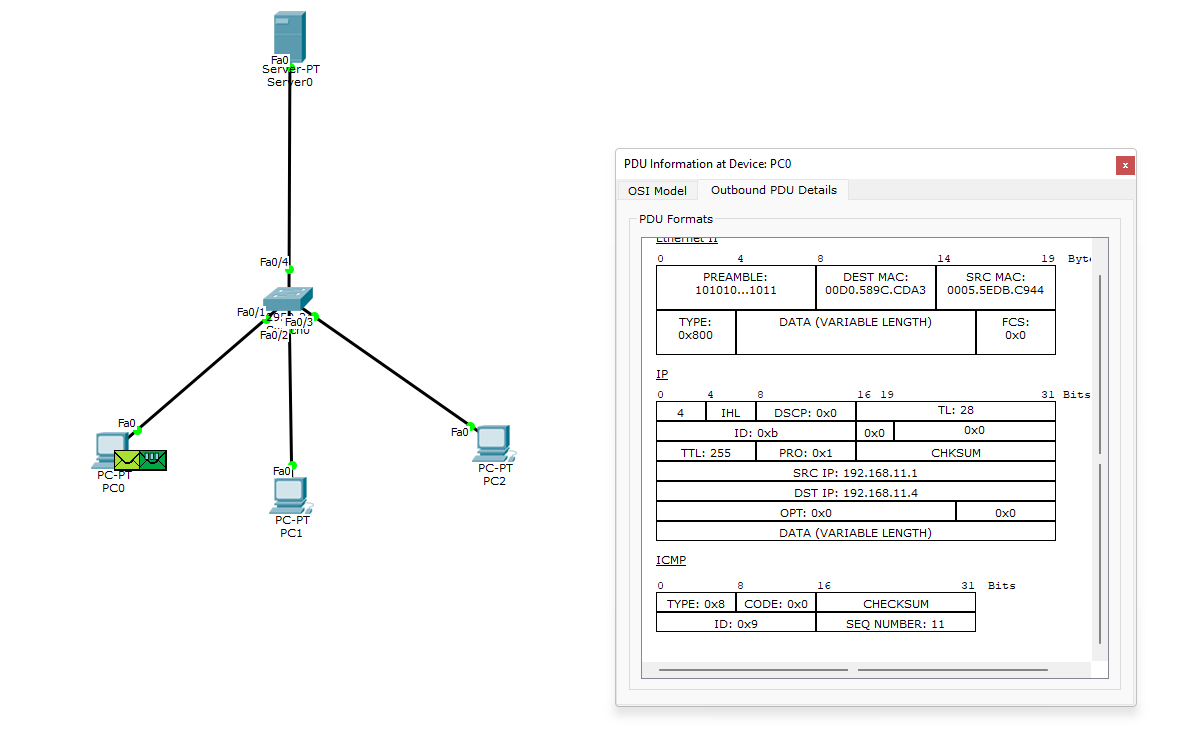 Fa0
Server-PT
Server0
Fa0/4
Fa0/1
Fa0/3
Fa0/2
Fa0
PC-PT
PC0
Fa0
PC-PT
PC1
Fa0
PC-PT
PC2
PDU Information at Device: PC0
x
OSI Model
Outbound PDU Details
PDU Formats
Ethernet II
0 4 8 14 19 Byte
PREAMBLE: DEST MAC: SRC MAC:
101010...1011 00D0.589C.CDA3 0005.5EDB.C944
TYPE: DATA (VARIABLE LENGTH) FCS:
0x800 0x0
IP
0 4 8 16 19 31 Bits
4 IHL DSCP: 0x0 TL: 28
ID: 0xb 0x0 0x0
TTL: 255 PRO: 0x1 CHKSUM
SRC IP: 192.168.11.1
DST IP: 192.168.11.4
OPT: 0x0 0x0
DATA (VARIABLE LENGTH)
ICMP
0 8 16 31 Bits
TYPE: 0x8 CODE: 0x0 CHECKSUM
ID: 0x9 SEQ NUMBER: 11